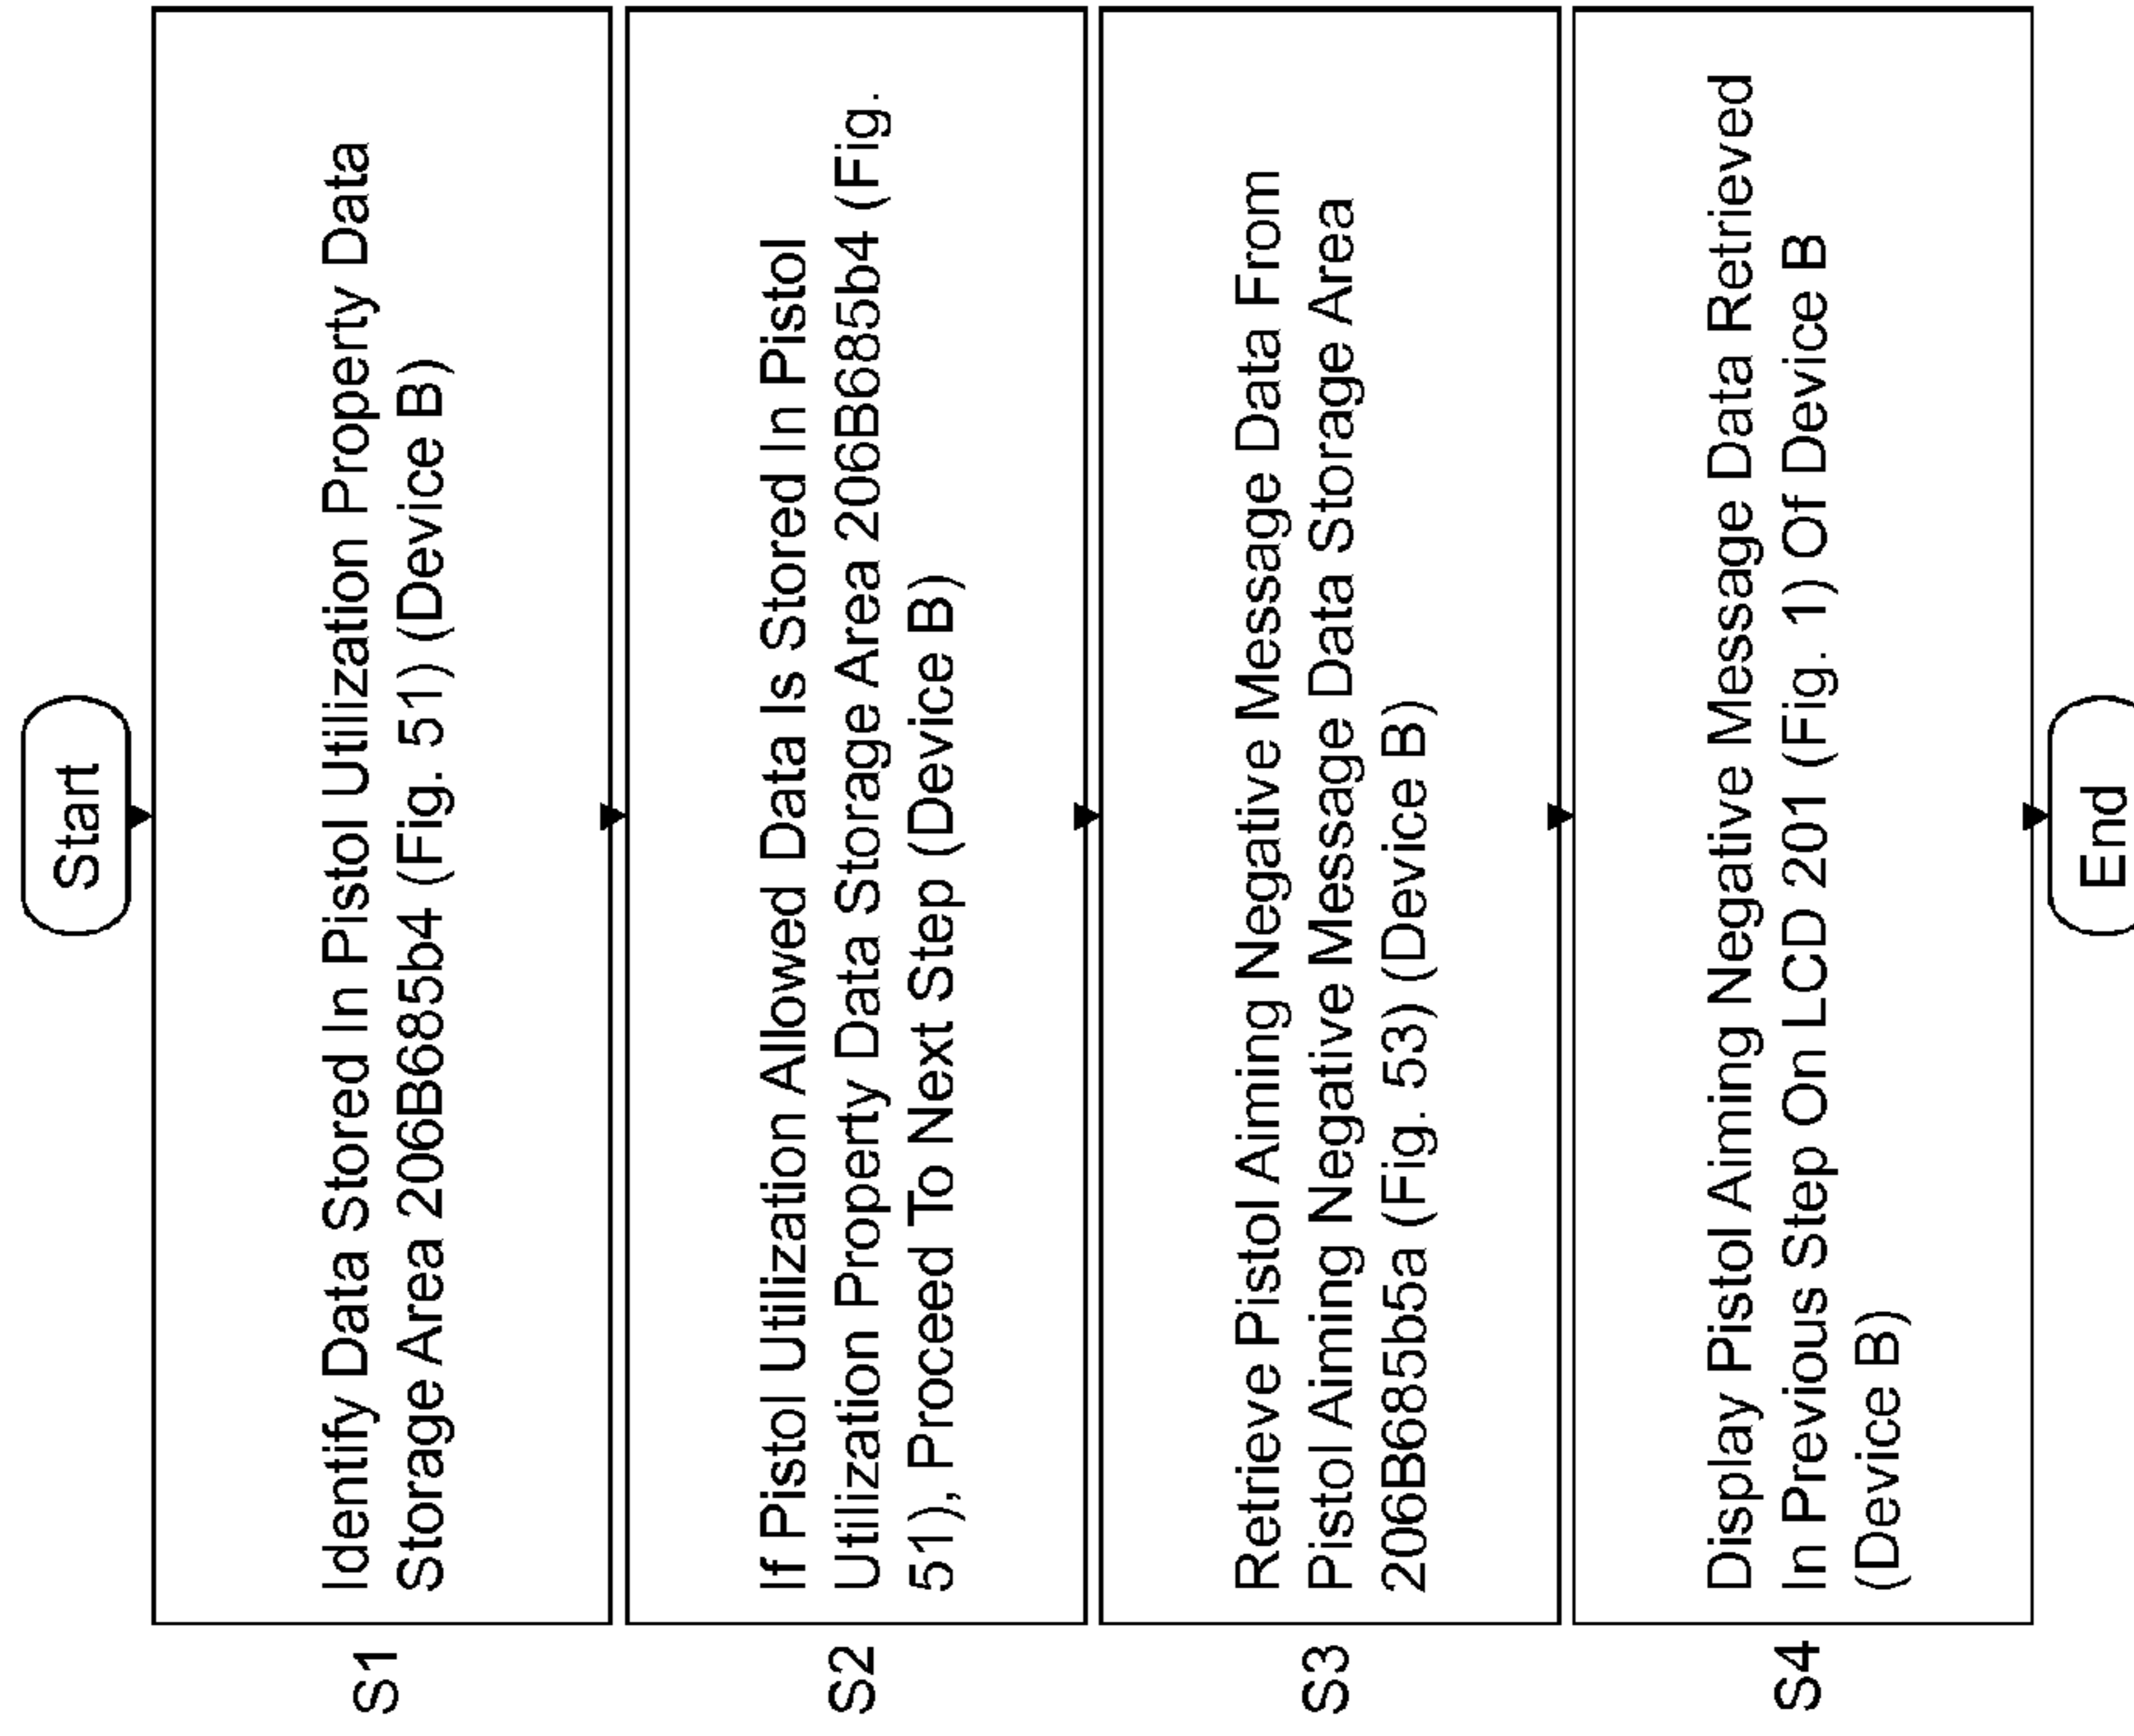 Start
S1
Identify Data Stored In Pistol Utilization Property Data
Storage Area 206B685b4 (Fig. 51) (Device B)
S2
If Pistol Utilization Allowed Data Is Stored In Pistol
Utilization Property Data Storage Area 206B685b4 (Fig.
51), Proceed To Next Step (Device B)
S3
Retrieve Pistol Aiming Negative Message Data From
Pistol Aiming Negative Message Data Storage Area
206B685b5a (Fig. 53) (Device B)
S4
Display Pistol Aiming Negative Message Data Retrieved
In Previous Step On LCD 201 (Fig. 1) Of Device B
(Device B)
End